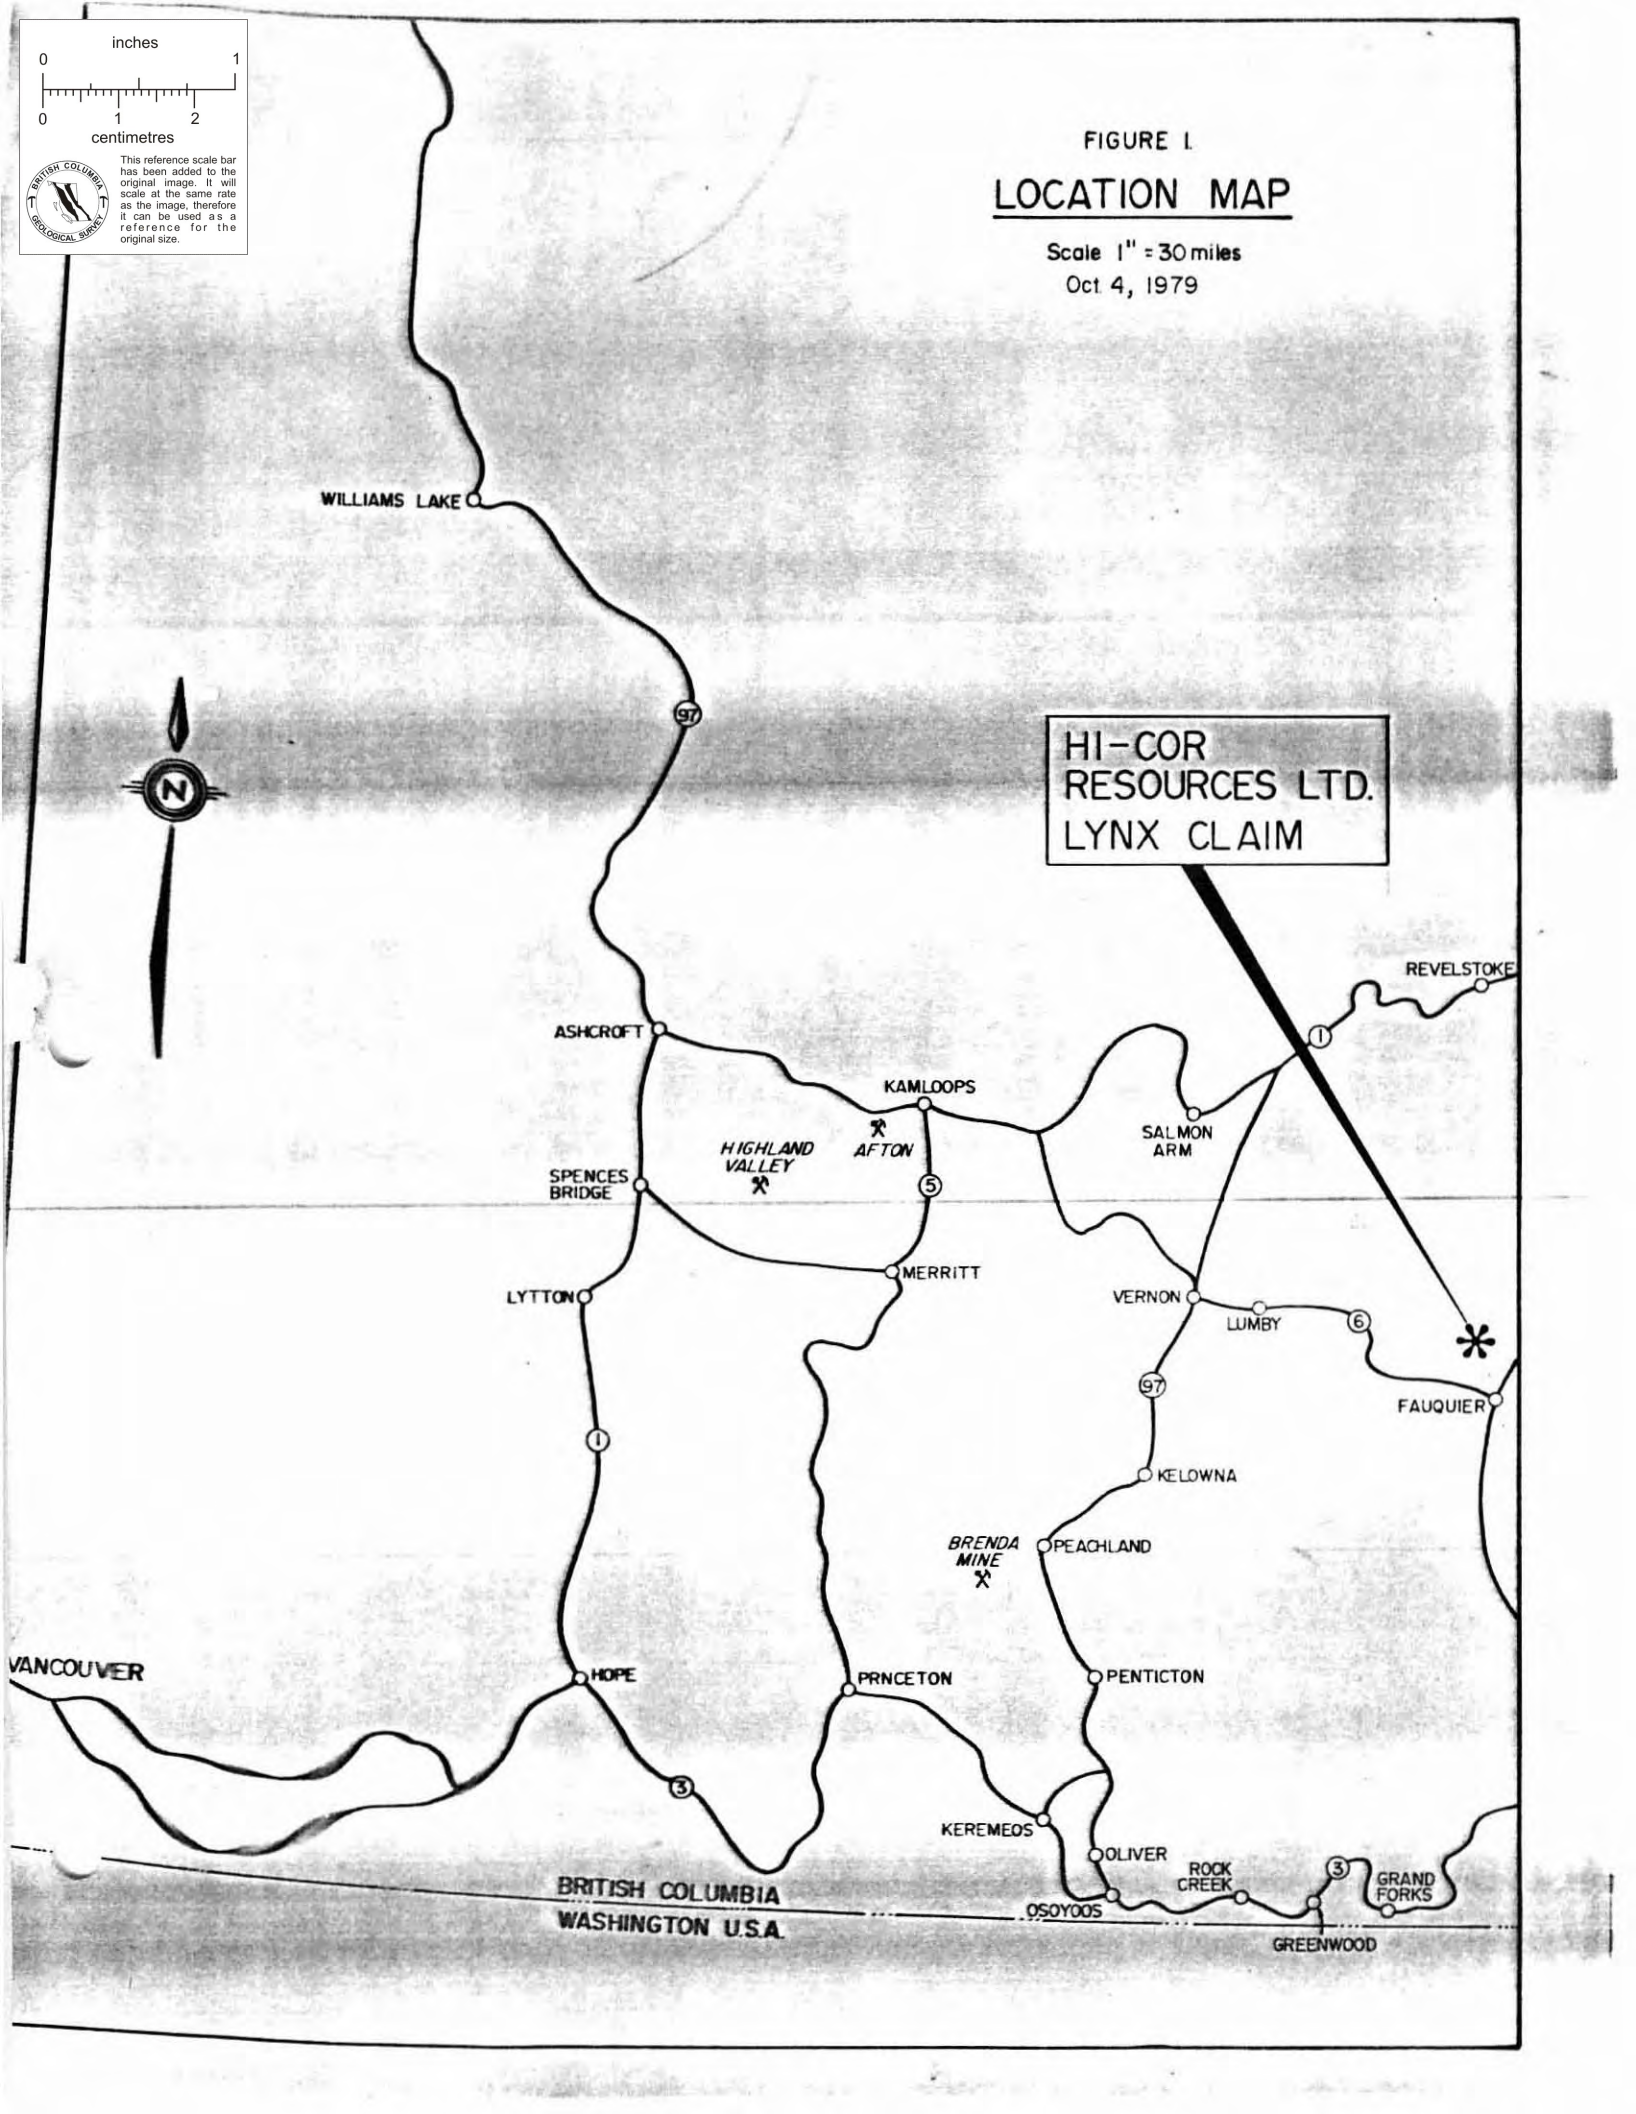 inches
0 1
0 1 2
centimetres
BRITISH COLUMBIA
GEOLOGICAL SURVEY
This reference scale bar
has been added to the
original image. It will
scale at the same rate
as the image, therefore
it can be used as a
reference for the
original size.
FIGURE 1.
LOCATION MAP
Scale 1" = 30 miles
Oct. 4, 1979
WILLIAMS LAKE
97
N
HI-COR
RESOURCES LTD.
LYNX CLAIM
REVELSTOKE
1
ASHCROFT
KAMLOOPS
AFTON
HIGHLAND
VALLEY
SALMON
ARM
SPENCES
BRIDGE
5
MERRITT
LYTTON
VERNON
LUMBY
6
97
FAUQUIER
1
KELOWNA
BRENDA
MINE
PEACHLAND
VANCOUVER
HOPE
PRNCETON
PENTICTON
3
KEREMEOS
OLIVER
ROCK
CREEK
3
GRAND
FORKS
OSOYOOS
BRITISH COLUMBIA
WASHINGTON U.S.A.
GREENWOOD